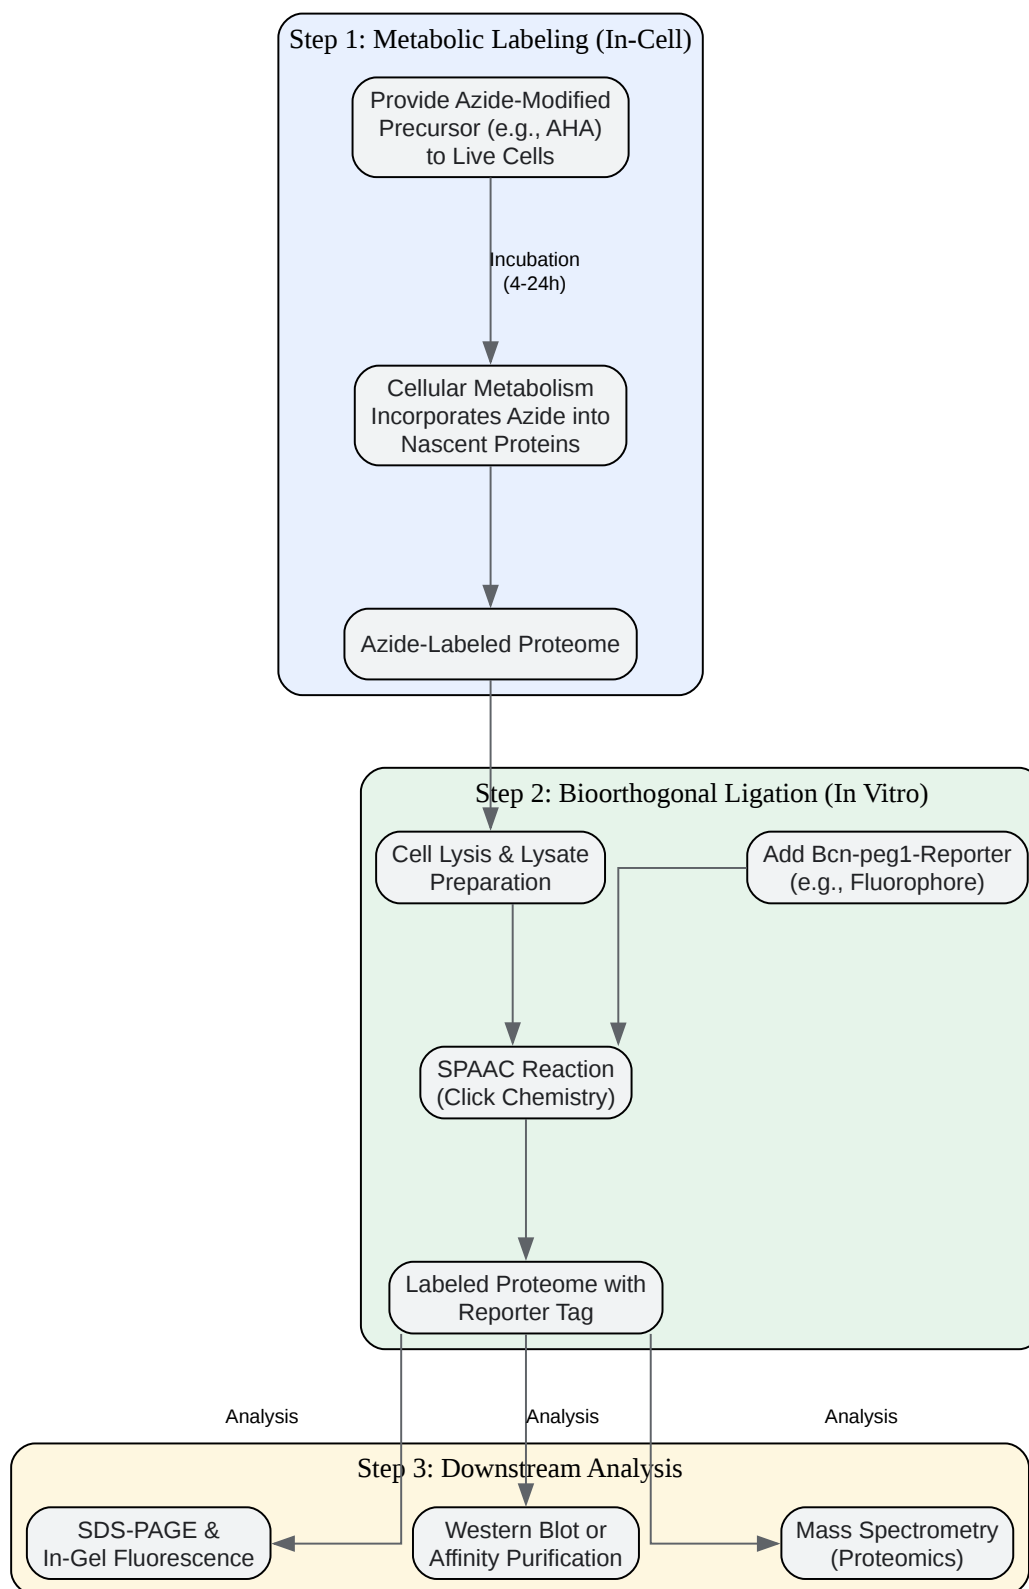 Step 1: Metabolic Labeling (In-Cell)
Provide Azide-Modified
Precursor (e.g., AHA)
to Live Cells
Incubation
(4-24h)
Cellular Metabolism
Incorporates Azide into
Nascent Proteins
Azide-Labeled Proteome
Step 2: Bioorthogonal Ligation (In Vitro)
Cell Lysis & Lysate
Preparation
Add Bcn-peg1-Reporter
(e.g., Fluorophore)
SPAAC Reaction
(Click Chemistry)
Labeled Proteome with
Reporter Tag
Analysis
Analysis
Analysis
Step 3: Downstream Analysis
SDS-PAGE &
In-Gel Fluorescence
Western Blot or
Affinity Purification
Mass Spectrometry
(Proteomics)